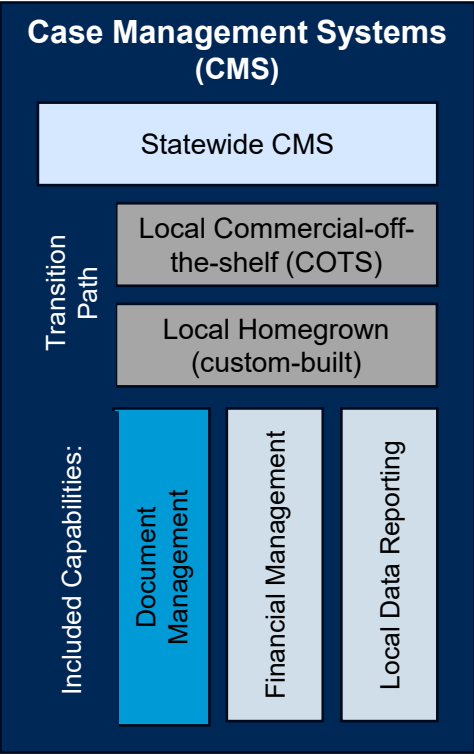 Case Management Systems
(CMS)
Statewide CMS
Transition
Path
Local Commercial-off-
the-shelf (COTS)
Local Homegrown
(custom-built)
Included Capabilities:
Document
Management
Financial Management
Local Data Reporting